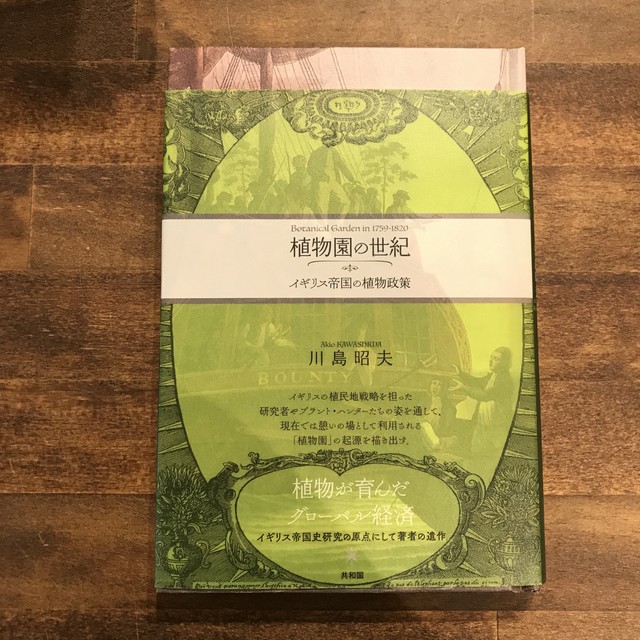 Botanical Garden in 1759-1820
植物園の世紀
イギリス帝国の植物政策
Akio KAWASHIMA
川島昭夫
BOUNTY
イギリスの植民地戦略を担った
研究者やプラント・ハンターたちの姿を通して、
現在では憩いの場として利用される
「植物園」の起源を描き出す。
植物が育んだ
グローバル経済
イギリス帝国史研究の原点にして著者の遺作
共和国